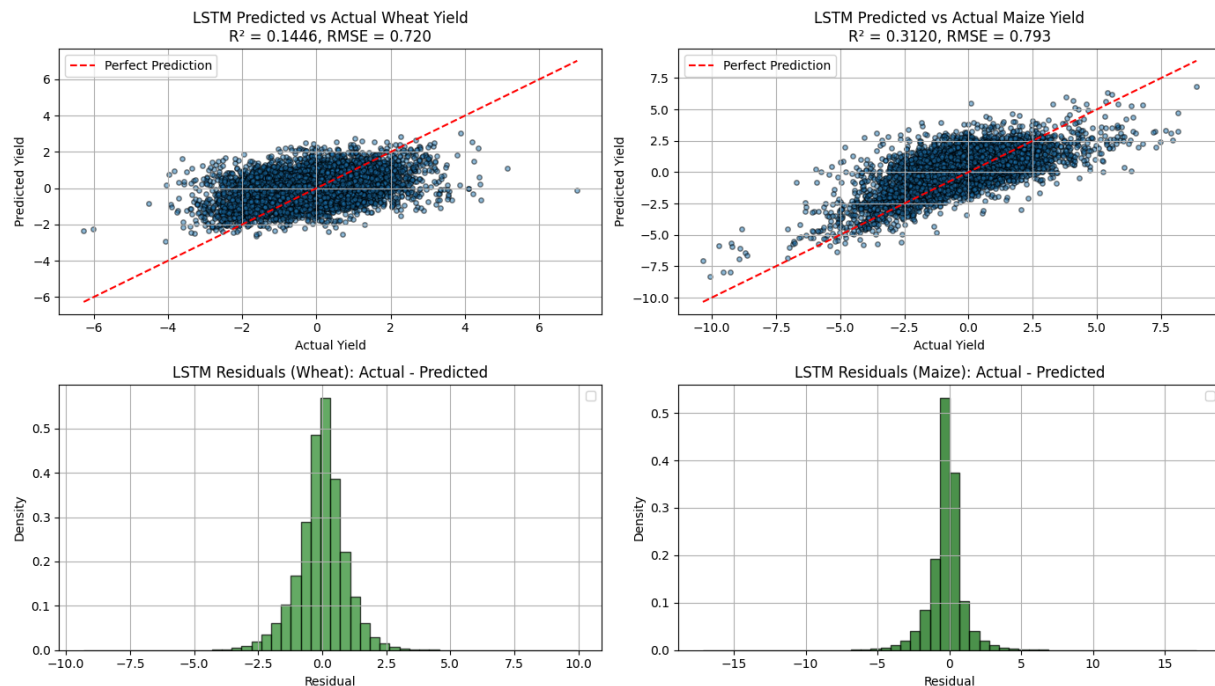 LSTM Predicted vs Actual Wheat Yield
R² = 0.1446, RMSE = 0.720
Perfect Prediction
6
4
2
0
−2
−4
−6
Predicted Yield
−6 −4 −2 0 2 4 6
Actual Yield
LSTM Predicted vs Actual Maize Yield
R² = 0.3120, RMSE = 0.793
Perfect Prediction
7.5
5.0
2.5
0.0
−2.5
−5.0
−7.5
−10.0
Predicted Yield
−10.0 −7.5 −5.0 −2.5 0.0 2.5 5.0 7.5
Actual Yield
LSTM Residuals (Wheat): Actual - Predicted
0.5
0.4
0.3
0.2
0.1
0.0
Density
−10.0 −7.5 −5.0 −2.5 0.0 2.5 5.0 7.5 10.0
Residual
LSTM Residuals (Maize): Actual - Predicted
0.5
0.4
0.3
0.2
0.1
0.0
Density
−15 −10 −5 0 5 10 15
Residual